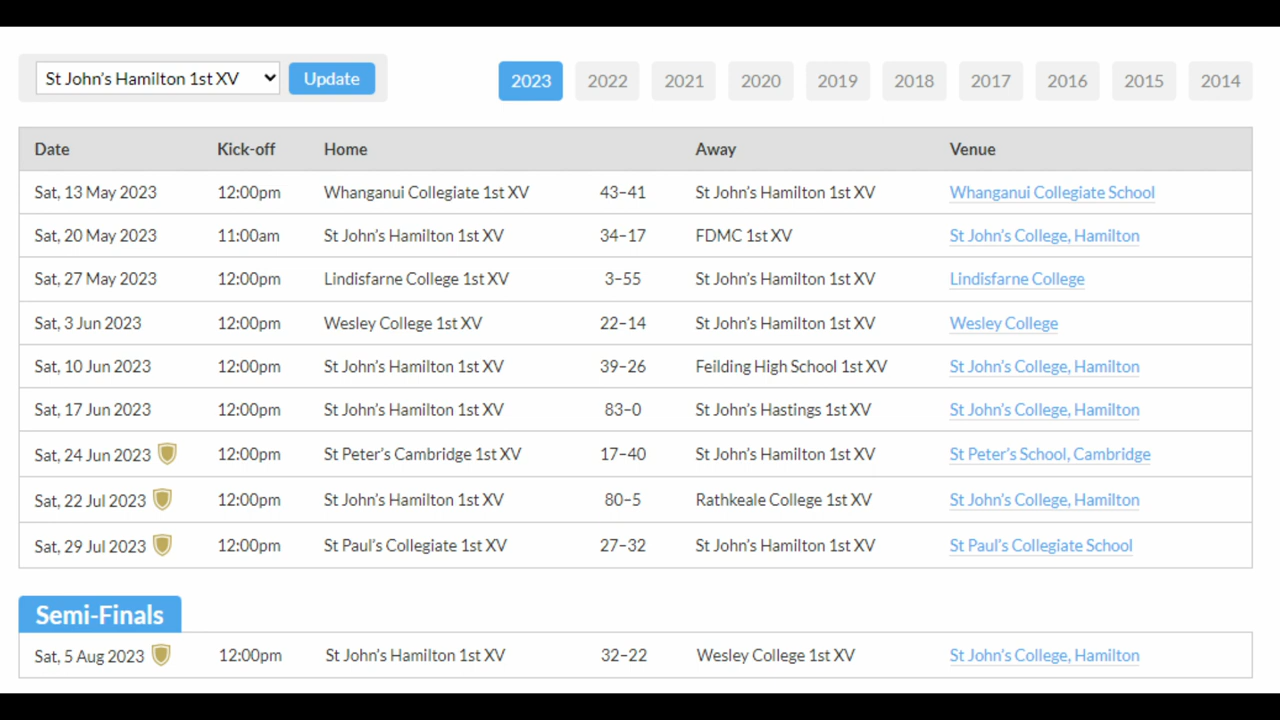 St John's Hamilton 1st XV Update 2023 2022 2021 2020 2019 2018 2017 2016 2015 2014
Date Kick-off Home Away Venue
Sat, 13 May 2023 12:00pm Whanganui Collegiate 1st XV 43–41 St John's Hamilton 1st XV Whanganui Collegiate School
Sat, 20 May 2023 11:00am St John's Hamilton 1st XV 34–17 FDMC 1st XV St John's College, Hamilton
Sat, 27 May 2023 12:00pm Lindisfarne College 1st XV 3–55 St John's Hamilton 1st XV Lindisfarne College
Sat, 3 Jun 2023 12:00pm Wesley College 1st XV 22–14 St John's Hamilton 1st XV Wesley College
Sat, 10 Jun 2023 12:00pm St John's Hamilton 1st XV 39–26 Feilding High School 1st XV St John's College, Hamilton
Sat, 17 Jun 2023 12:00pm St John's Hamilton 1st XV 83–0 St John's Hastings 1st XV St John's College, Hamilton
Sat, 24 Jun 2023 12:00pm St Peter's Cambridge 1st XV 17–40 St John's Hamilton 1st XV St Peter's School, Cambridge
Sat, 22 Jul 2023 12:00pm St John's Hamilton 1st XV 80–5 Rathkeale College 1st XV St John's College, Hamilton
Sat, 29 Jul 2023 12:00pm St Paul's Collegiate 1st XV 27–32 St John's Hamilton 1st XV St Paul's Collegiate School
Semi-Finals
Sat, 5 Aug 2023 12:00pm St John's Hamilton 1st XV 32–22 Wesley College 1st XV St John's College, Hamilton